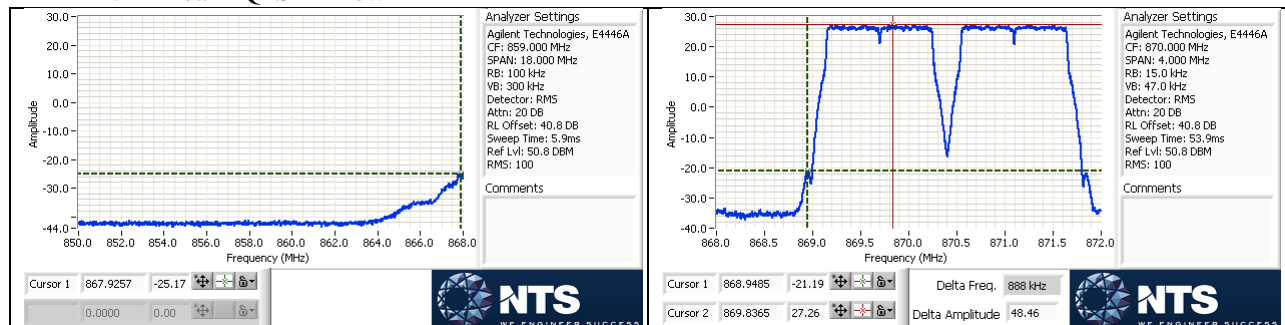 30.0
20.0
10.0
0.0
-10.0
-20.0
-30.0
-44.0
Amplitude
850.0 852.0 854.0 856.0 858.0 860.0 862.0 864.0 866.0 868.0
Frequency (MHz)
Analyzer Settings
Agilent Technologies, E4446A
CF: 859.000 MHz
SPAN: 18.000 MHz
RB: 100 kHz
VB: 300 kHz
Detector: RMS
Attn: 20 DB
RL Offset: 40.8 DB
Sweep Time: 5.9ms
Ref Lvl: 50.8 DBM
RMS: 100
Comments
Cursor 1 867.9257 -25.17
0.0000 0.00
NTS
WE ENGINEER SUCCESS
30.0
20.0
10.0
0.0
-10.0
-20.0
-30.0
-40.0
Amplitude
868.0 868.5 869.0 869.5 870.0 870.5 871.0 871.5 872.0
Frequency (MHz)
Analyzer Settings
Agilent Technologies, E4446A
CF: 870.000 MHz
SPAN: 4.000 MHz
RB: 15.0 kHz
VB: 47.0 kHz
Detector: RMS
Attn: 20 DB
RL Offset: 40.8 DB
Sweep Time: 53.9ms
Ref Lvl: 50.8 DBM
RMS: 100
Comments
Cursor 1 868.9485 -21.19
Cursor 2 869.8365 27.26
Delta Freq. 888 kHz
Delta Amplitude 48.46
NTS
WE ENGINEER SUCCESS